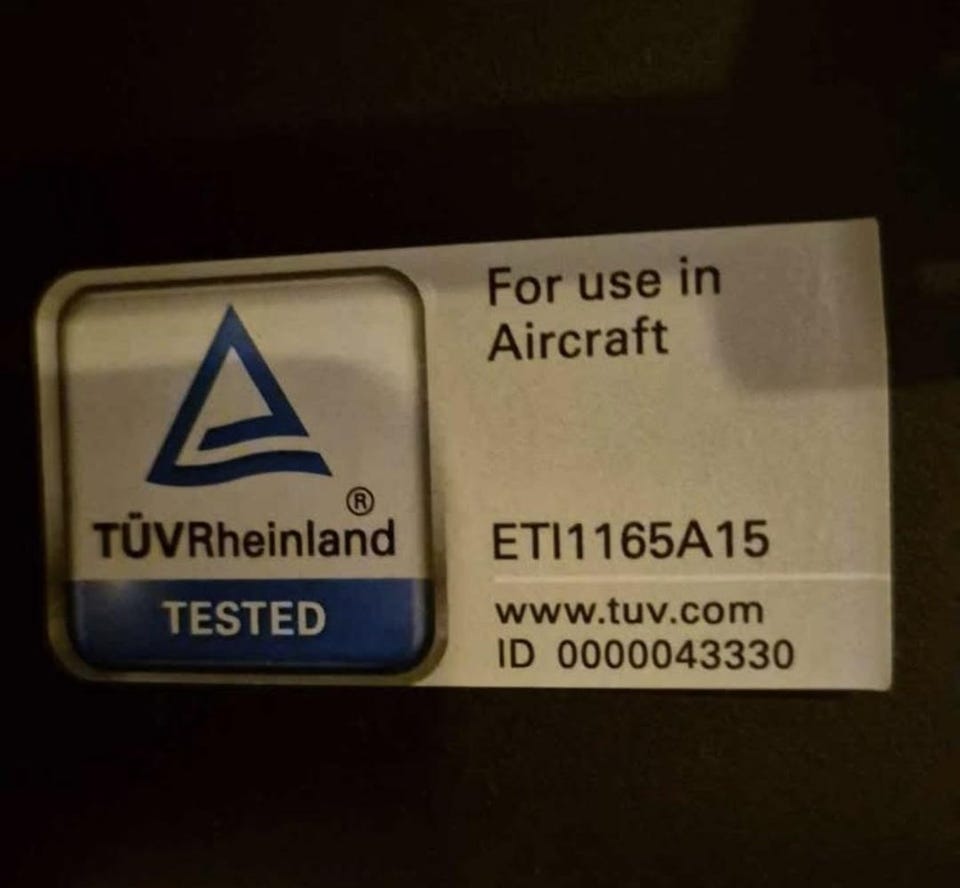 For use in
Aircraft
®
TÜVRheinland
TESTED
ETI1165A15
www.tuv.com
ID 0000043330